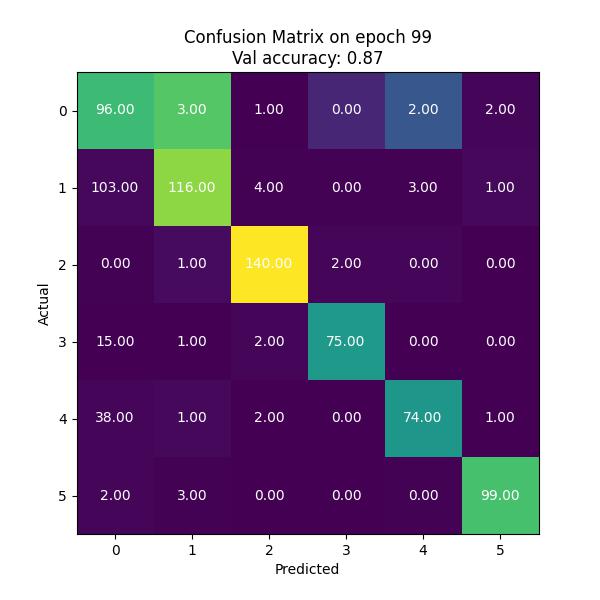 Confusion Matrix on epoch 99
Val accuracy: 0.87
Actual
0 96.00 3.00 1.00 0.00 2.00 2.00
1 103.00 116.00 4.00 0.00 3.00 1.00
2 0.00 1.00 140.00 2.00 0.00 0.00
3 15.00 1.00 2.00 75.00 0.00 0.00
4 38.00 1.00 2.00 0.00 74.00 1.00
5 2.00 3.00 0.00 0.00 0.00 99.00
0 1 2 3 4 5
Predicted